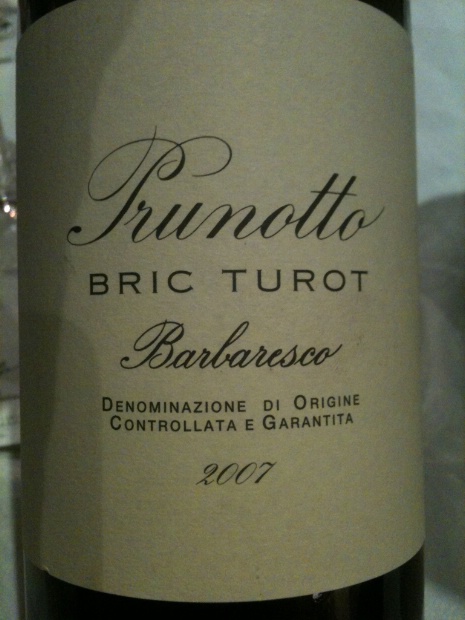 Prunotto
BRIC TUROT
Barbaresco
DENOMINAZIONE DI ORIGINE
CONTROLLATA E GARANTITA
2007